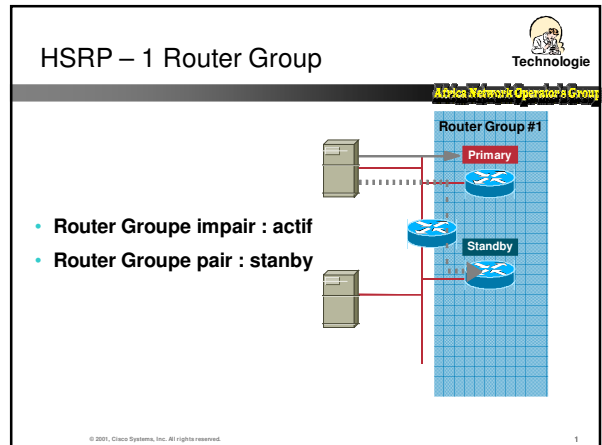 HSRP – 1 Router Group
Technologie
Africa Network Operator's Group
Router Group #1
Primary
• Router Groupe impair : actif
• Router Groupe pair : stanby
Standby
© 2001, Cisco Systems, Inc. All rights reserved.
1